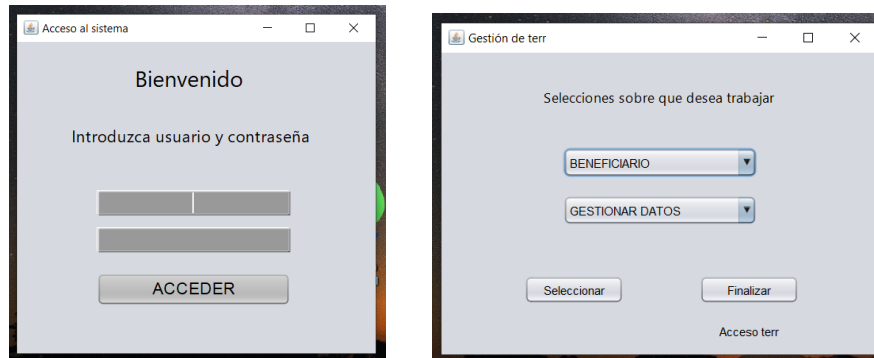 Acceso al sistema
Bienvenido
Introduzca usuario y contraseña
ACCEDER
Gestión de terr
Selecciones sobre que desea trabajar
BENEFICIARIO
GESTIONAR DATOS
Seleccionar
Finalizar
Acceso terr